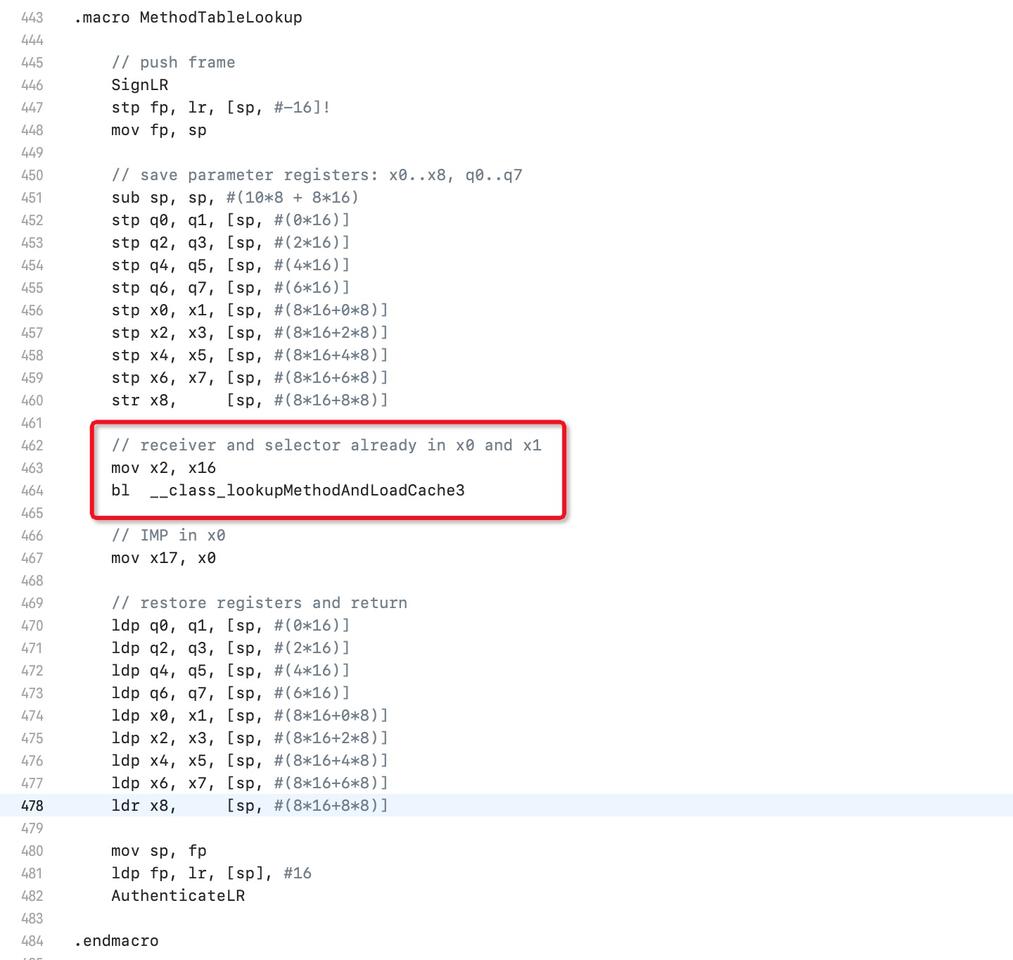 443 .macro MethodTableLookup
444
445 // push frame
446 SignLR
447 stp fp, lr, [sp, #-16]!
448 mov fp, sp
449
450 // save parameter registers: x0..x8, q0..q7
451 sub sp, sp, #(10*8 + 8*16)
452 stp q0, q1, [sp, #(0*16)]
453 stp q2, q3, [sp, #(2*16)]
454 stp q4, q5, [sp, #(4*16)]
455 stp q6, q7, [sp, #(6*16)]
456 stp x0, x1, [sp, #(8*16+0*8)]
457 stp x2, x3, [sp, #(8*16+2*8)]
458 stp x4, x5, [sp, #(8*16+4*8)]
459 stp x6, x7, [sp, #(8*16+6*8)]
460 str x8,     [sp, #(8*16+8*8)]
461
462 // receiver and selector already in x0 and x1
463 mov x2, x16
464 bl  __class_lookupMethodAndLoadCache3
465
466 // IMP in x0
467 mov x17, x0
468
469 // restore registers and return
470 ldp q0, q1, [sp, #(0*16)]
471 ldp q2, q3, [sp, #(2*16)]
472 ldp q4, q5, [sp, #(4*16)]
473 ldp q6, q7, [sp, #(6*16)]
474 ldp x0, x1, [sp, #(8*16+0*8)]
475 ldp x2, x3, [sp, #(8*16+2*8)]
476 ldp x4, x5, [sp, #(8*16+4*8)]
477 ldp x6, x7, [sp, #(8*16+6*8)]
478 ldr x8,     [sp, #(8*16+8*8)]
479
480 mov sp, fp
481 ldp fp, lr, [sp], #16
482 AuthenticateLR
483
484 .endmacro